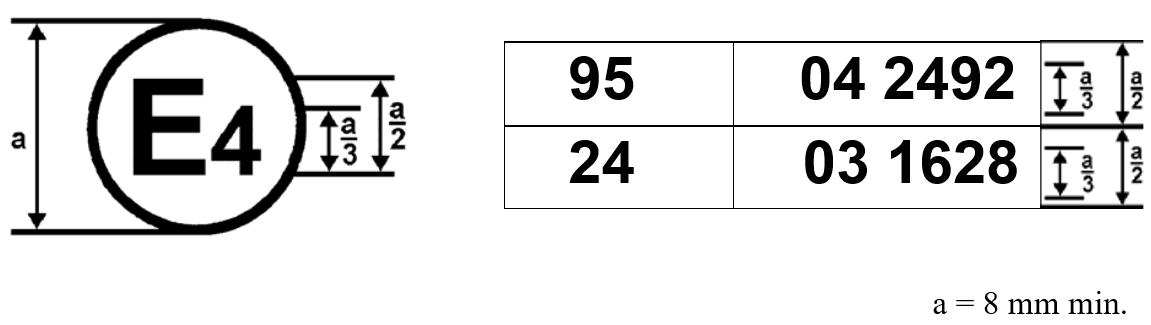 a E4 a/3 a/2
95 04 2492 a/3 a/2
24 03 1628 a/3 a/2
a = 8 mm min.